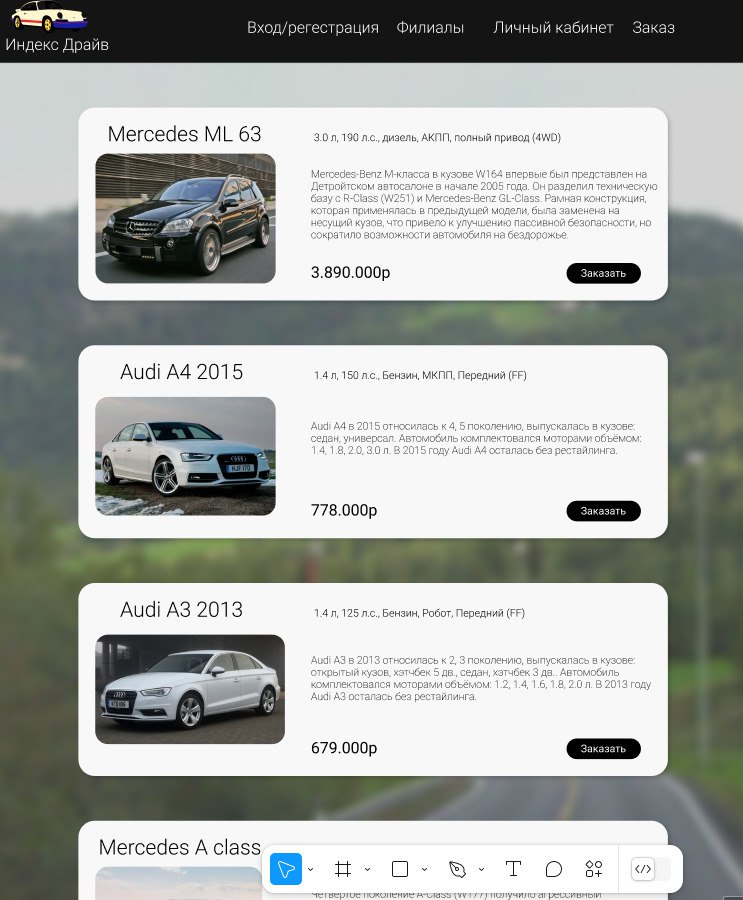 Вход/регестрация Филиалы Личный кабинет Заказ
Индекс Драйв
Mercedes ML 63
3.0 л, 190 л.с., дизель, АКПП, полный привод (4WD)
Mercedes-Benz М-класса в кузове W164 впервые был представлен на
Детройтском автосалоне в начале 2005 года. Он разделил техническую
базу с R-Class (W251) и Mercedes-Benz GL-Class. Рамная конструкция,
которая применялась в предыдущей модели, была заменена на
несущий кузов, что привело к улучшению пассивной безопасности, но
сократило возможности автомобиля на бездорожье.
3.890.000р
Заказать
Audi A4 2015
1.4 л, 150 л.с., Бензин, МКПП, Передний (FF)
Audi A4 в 2015 относилась к 4, 5 поколению, выпускалась в кузове:
седан, универсал. Автомобиль комплектовался моторами объёмом:
1.4, 1.8, 2.0, 3.0 л. В 2015 году Audi A4 осталась без рестайлинга.
778.000р
Заказать
Audi A3 2013
1.4 л, 125 л.с., Бензин, Робот, Передний (FF)
Audi A3 в 2013 относилась к 2, 3 поколению, выпускалась в кузове:
открытый кузов, хэтчбек 5 дв., седан, хэтчбек 3 дв.. Автомобиль
комплектовался моторами объёмом: 1.2, 1.4, 1.6, 1.8, 2.0 л. В 2013 году
Audi A3 осталась без рестайлинга.
679.000р
Заказать
Mercedes A class
Четвертое поколение A-Class (W177) получило агрессивный